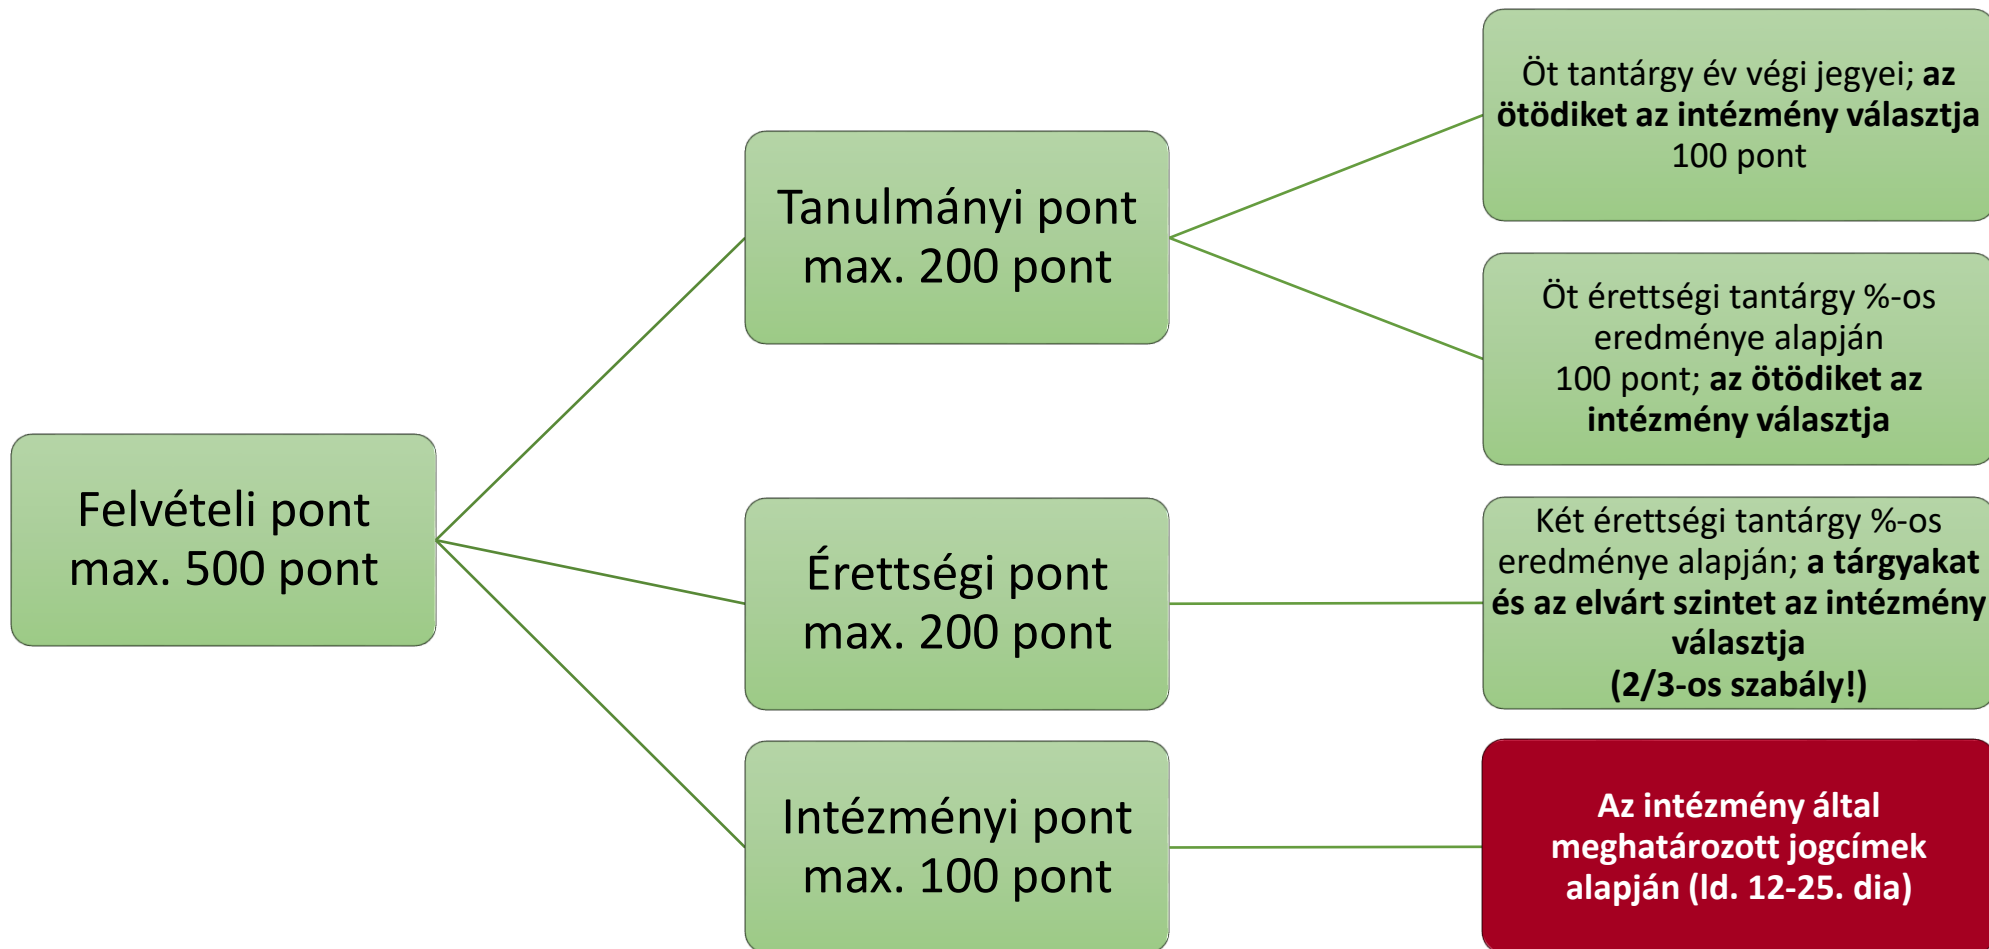 Felvételi pont
max. 500 pont
Tanulmányi pont
max. 200 pont
Öt tantárgy év végi jegyei; az
ötödiket az intézmény választja
100 pont
Öt érettségi tantárgy %-os
eredménye alapján
100 pont; az ötödiket az
intézmény választja
Érettségi pont
max. 200 pont
Két érettségi tantárgy %-os
eredménye alapján; a tárgyakat
és az elvárt szintet az intézmény
választja
(2/3-os szabály!)
Intézményi pont
max. 100 pont
Az intézmény által
meghatározott jogcímek
alapján (ld. 12-25. dia)